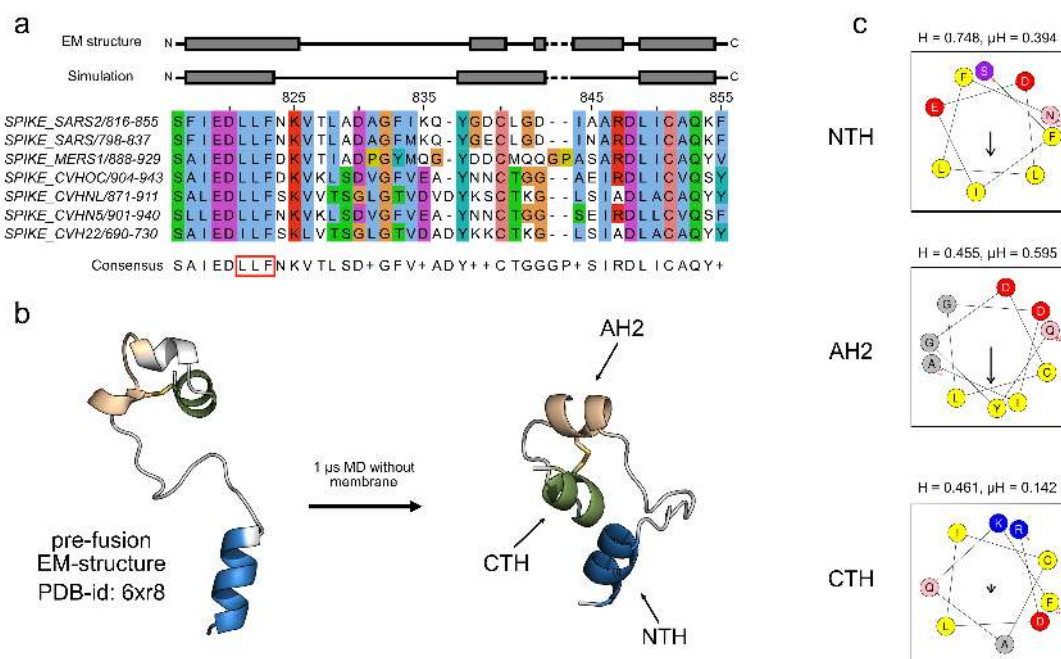 a
EM structure
N
C
Simulation
N
C
825 835 845 855
SPIKE_SARS2/816-855 SFIEDLLFNKVTLADAGFIKQ-YGDCLGD--IAARDLICAQKF
SPIKE_SARS/798-837 SFIEDLLFNKVTLADAGFMKQ-YGECLGD--INARDLICAQKF
SPIKE_MERS1/888-929 SAIEDLLFDKVTIADPGYMQG-YDDCMQQGPASARDLICAQYV
SPIKE_CVHOC/904-943 SAIEDLLFDKVKLSDVGFVEA-YNNCTGG--AEIRDLICVQSY
SPIKE_CVHNL/871-911 SAIEDLLFSKVVTSGLGTVDVDYKSCTKG--LSIADLACAQYY
SPIKE_CVHN5/901-940 SLLEDLLFNKVKLSDVGFVEA-YNNCTGG--SEIRDLLCVQSF
SPIKE_CVH22/690-730 SAIEDILFSKLVTSGLGTVDADYKKCTKG--LSIADLACAQYY
Consensus SAIEDLLFNKVTLSD+GFV+ADY++CTGGGP+SIRDLICAQY+
b
pre-fusion
EM-structure
PDB-id: 6xr8
1 µs MD without
membrane
AH2
CTH
NTH
c
H = 0.748, µH = 0.394
NTH
F S D E N F L I L
H = 0.455, µH = 0.595
AH2
D G D Q G A C L Y I
H = 0.461, µH = 0.142
CTH
K R I C Q F D L A